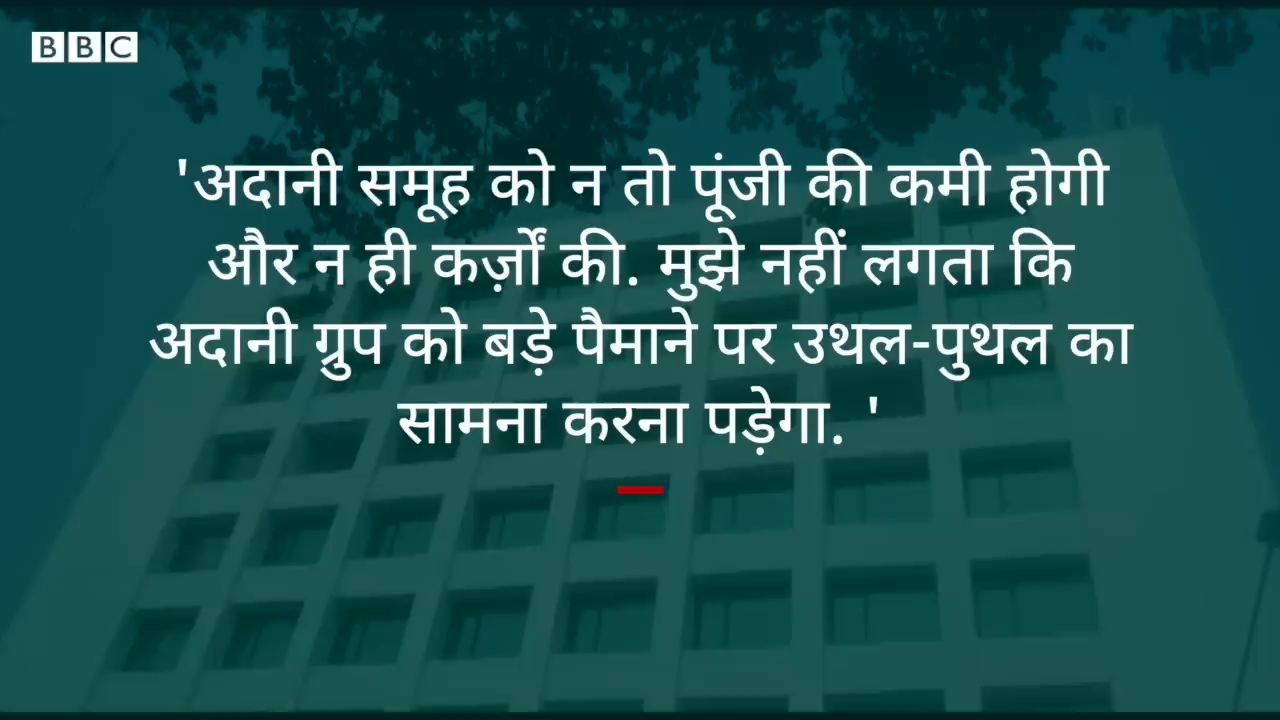 BBC
'अदानी समूह को न तो पूंजी की कमी होगी
और न ही कर्ज़ों की. मुझे नहीं लगता कि
अदानी ग्रुप को बड़े पैमाने पर उथल-पुथल का
सामना करना पड़ेगा. '